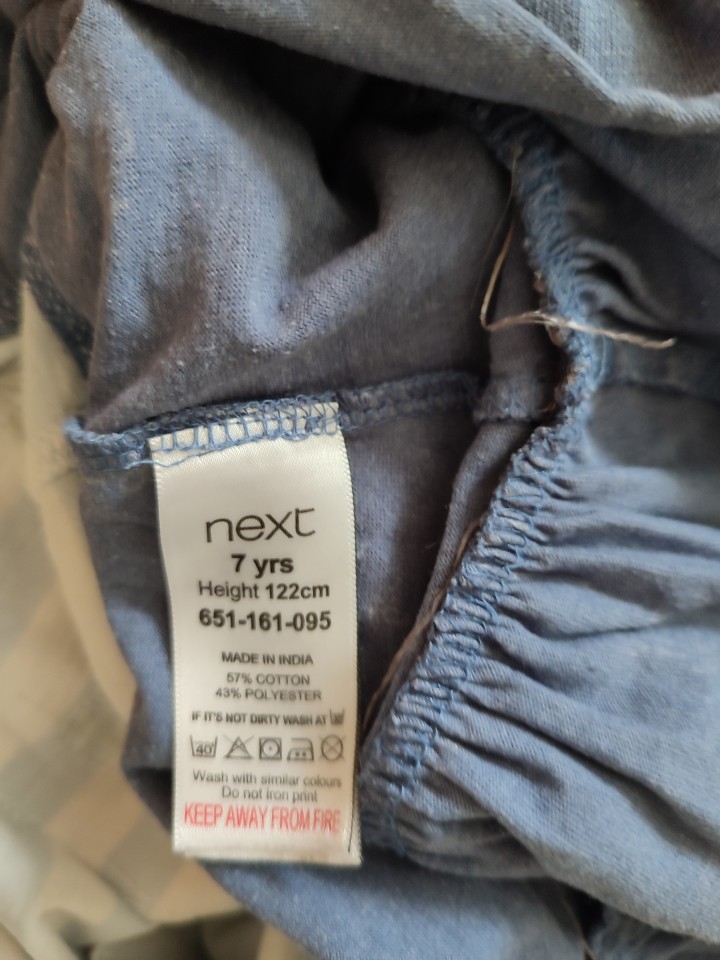 next
7 yrs
Height 122cm
651-161-095
MADE IN INDIA
57% COTTON
43% POLYESTER
IF IT'S NOT DIRTY WASH AT
40
Wash with similar colours
Do not iron print
KEEP AWAY FROM FIRE